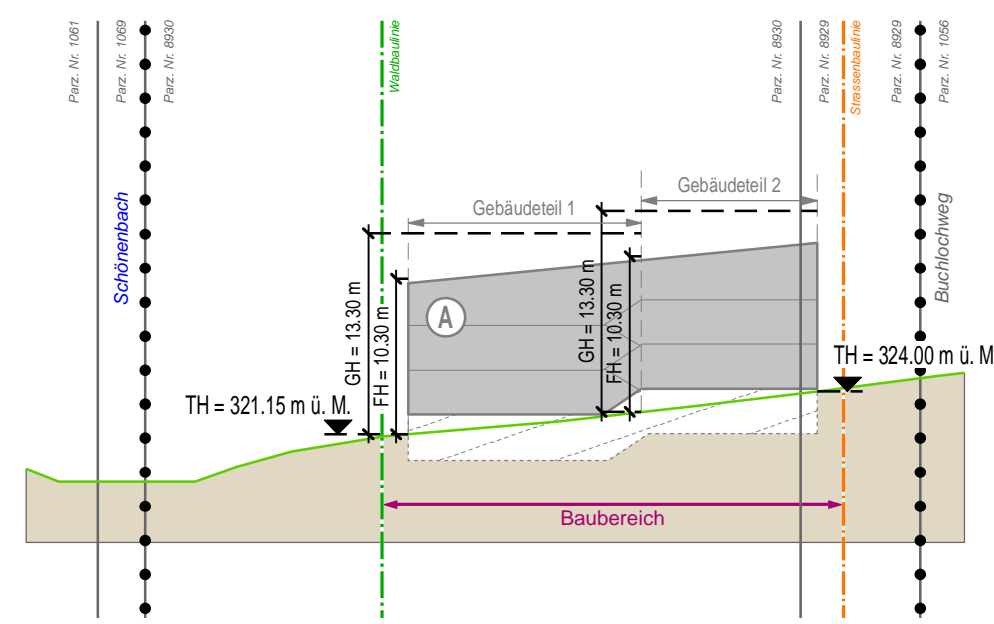 Parz. Nr. 1061
Parz. Nr. 1069
Parz. Nr. 8930
Waldbaulinie
Parz. Nr. 8930
Parz. Nr. 8929
Strassenbaulinie
Parz. Nr. 8929
Parz. Nr. 1056
Schönenbach
Gebäudeteil 1
Gebäudeteil 2
Buchlochweg
GH = 13.30 m
FH = 10.30 m
A
GH = 13.30 m
FH = 10.30 m
TH = 324.00 m ü. M
TH = 321.15 m ü. M.
Baubereich